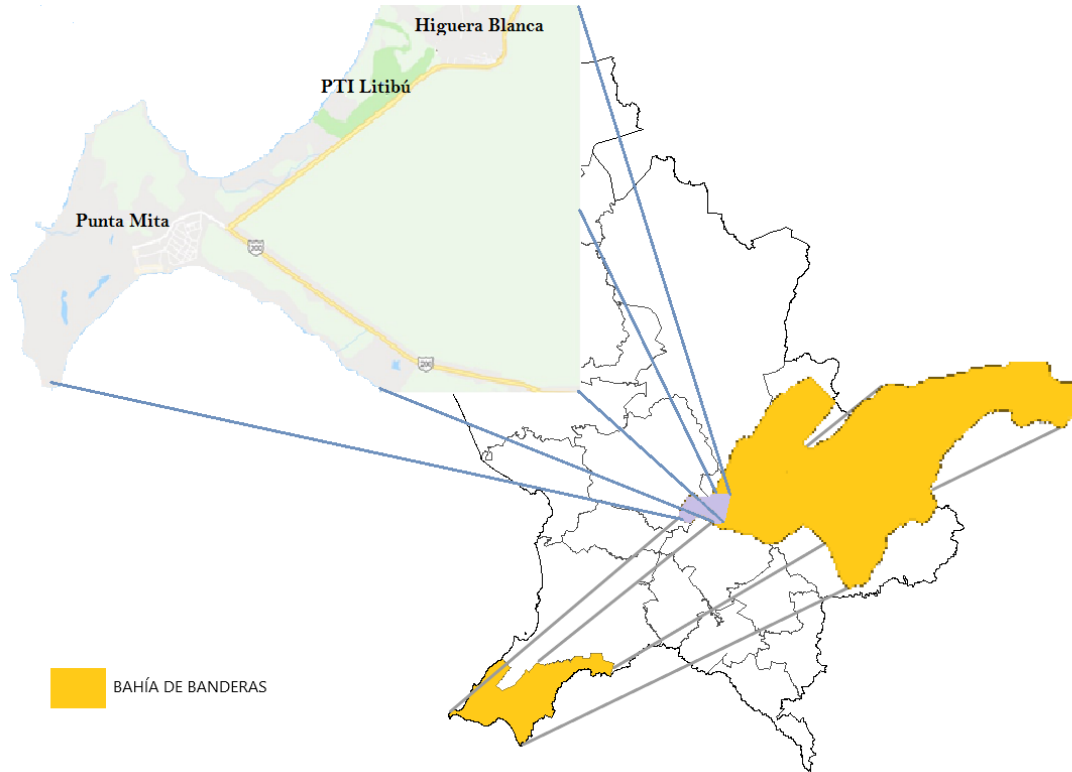 Higuera Blanca
PTI Litibú
Punta Mita
200
200
BAHÍA DE BANDERAS